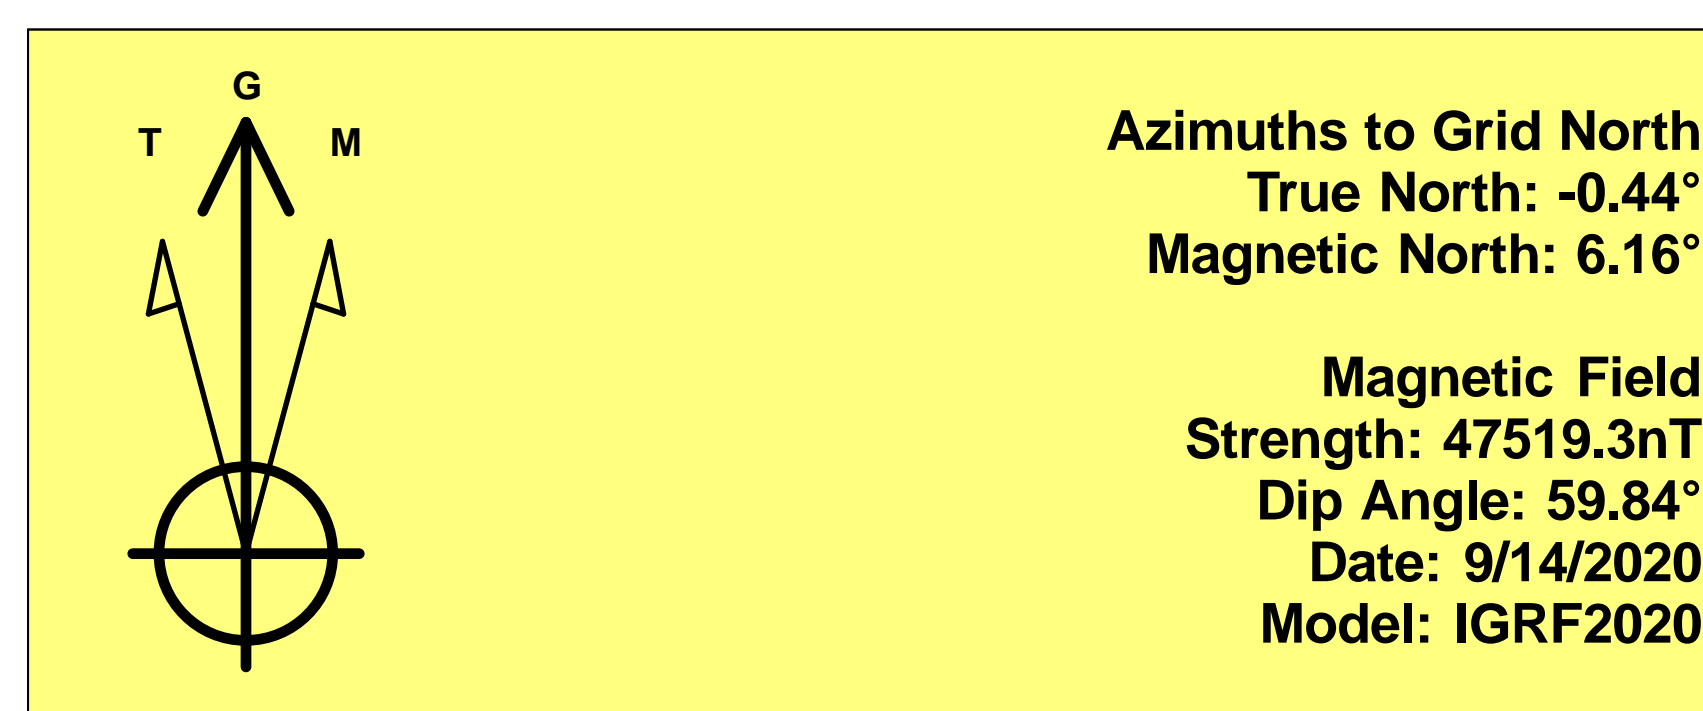 G
T M
Azimuths to Grid North
True North: -0.44°
Magnetic North: 6.16°
Magnetic Field
Strength: 47519.3nT
Dip Angle: 59.84°
Date: 9/14/2020
Model: IGRF2020